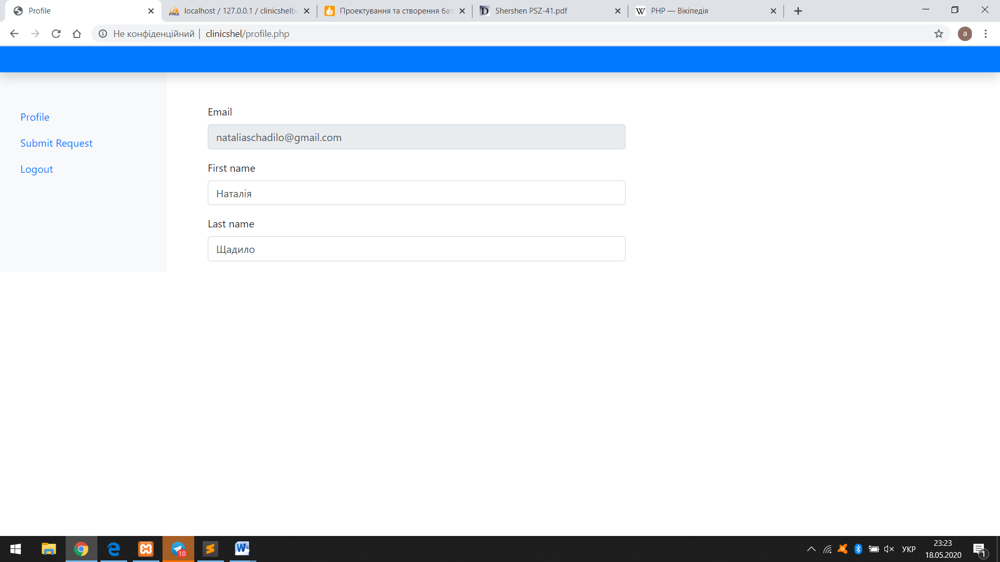 Profile
localhost / 127.0.0.1 / clinicshelb
Проектування та створення баз
Shershen PSZ-41.pdf
PHP — Вікіпедія
Не конфіденційний
clinicshel/profile.php
a
Profile
Submit Request
Logout
Email
nataliaschadilo@gmail.com
First name
Наталія
Last name
Щадило
10
УКР
23:23
18.05.2020
1